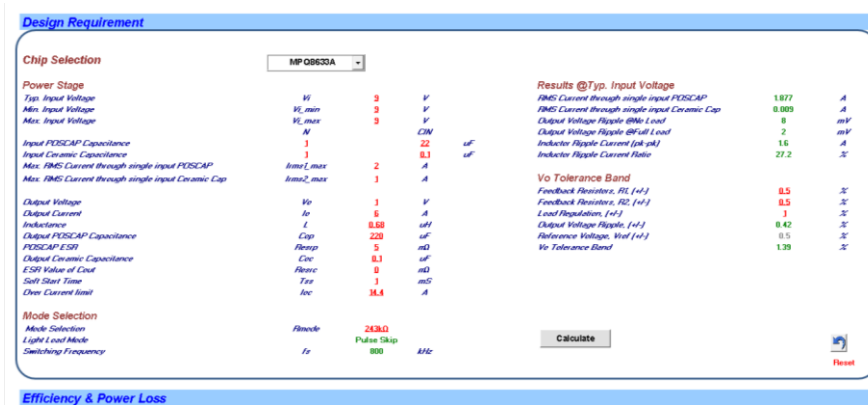 Design Requirement
Chip Selection MPQ8633A
Power Stage
Typ. Input Voltage Vi 9 V
Min. Input Voltage Vi_min 9 V
Max. Input Voltage Vi_max 9 V
N CIN
Input POSCAP Capacitance 1 22 uF
Input Ceramic Capacitance 1 0.1 uF
Max. RMS Current through single input POSCAP Irms1_max 2 A
Max. RMS Current through single input Ceramic Cap Irms2_max 1 A
Output Voltage Vo 1 V
Output Current Io 6 A
Inductance L 0.68 uH
Output POSCAP Capacitance Cop 220 uF
POSCAP ESR Resrp 5 mΩ
Output Ceramic Capacitance Coc 0.1 uF
ESR Value of Cout Resrc 0 mΩ
Soft Start Time Tss 1 mS
Over Current limit Ioc 14.4 A
Mode Selection
Mode Selection Rmode 243kΩ
Light Load Mode Pulse Skip
Switching Frequency fs 800 kHz
Results @Typ. Input Voltage
RMS Current through single input POSCAP 1.877 A
RMS Current through single input Ceramic Cap 0.009 A
Output Voltage Ripple @No Load 8 mV
Output Voltage Ripple @Full Load 2 mV
Inductor Ripple Current (pk-pk) 1.6 A
Inductor Ripple Current Ratio 27.2 %
Vo Tolerance Band
Feedback Resistors, R1, (+/-) 0.5 %
Feedback Resistors, R2, (+/-) 0.5 %
Load Regulation, (+/-) 1 %
Output Voltage Ripple, (+/-) 0.42 %
Reference Voltage, Vref (+/-) 0.5 %
Vo Tolerance Band 1.39 %
Calculate
Reset
Efficiency & Power Loss